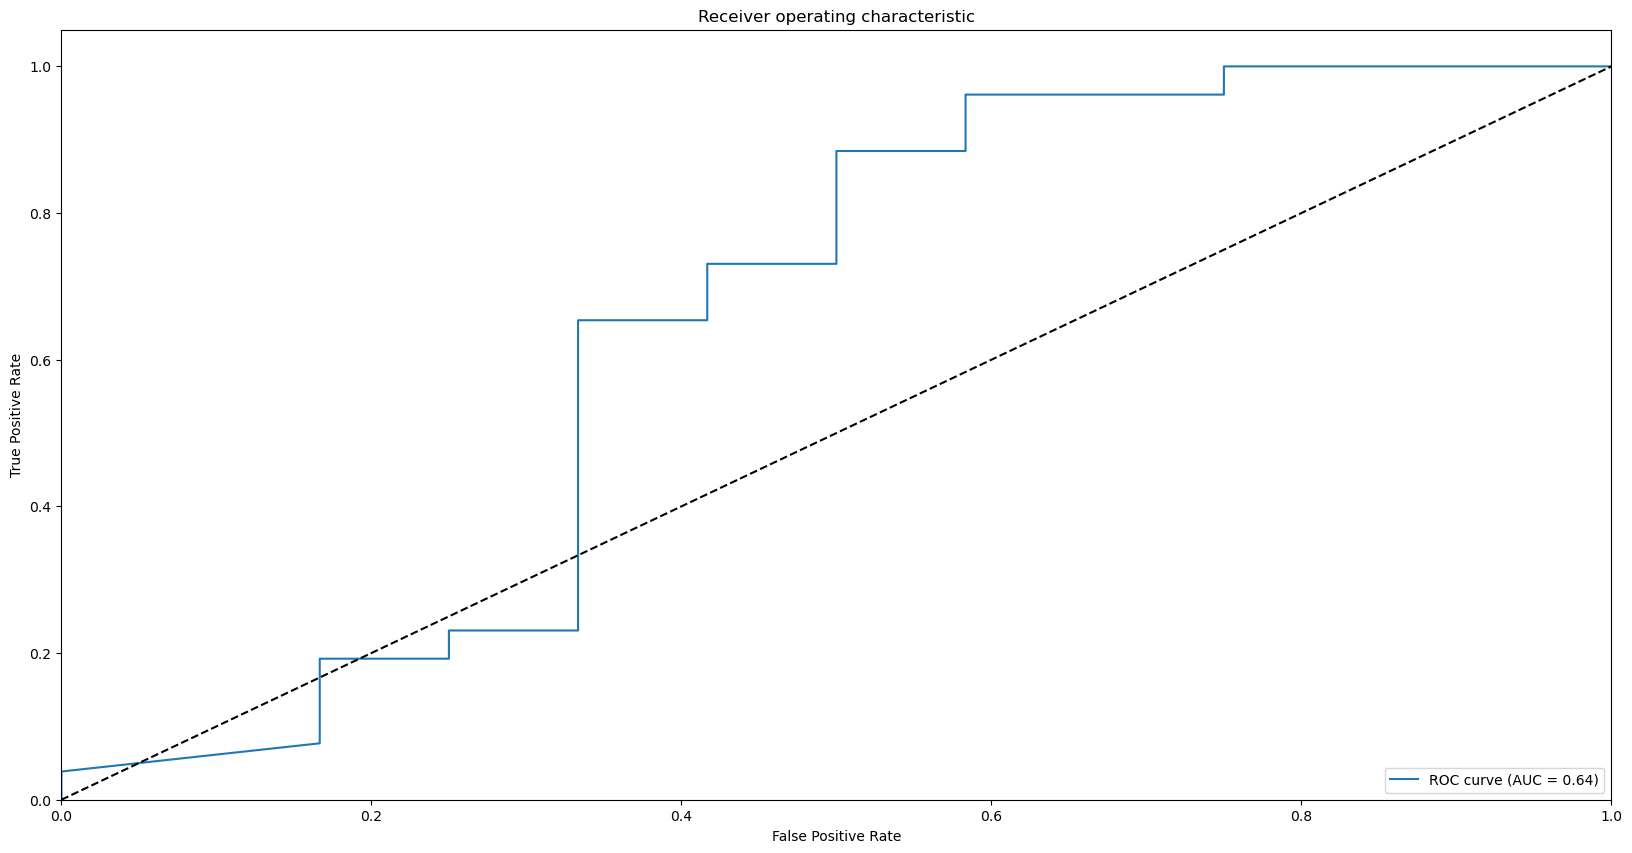 Receiver operating characteristic
1.0
0.8
0.6
0.4
0.2
0.0
True Positive Rate
ROC curve (AUC = 0.64)
0.0 0.2 0.4 0.6 0.8 1.0
False Positive Rate